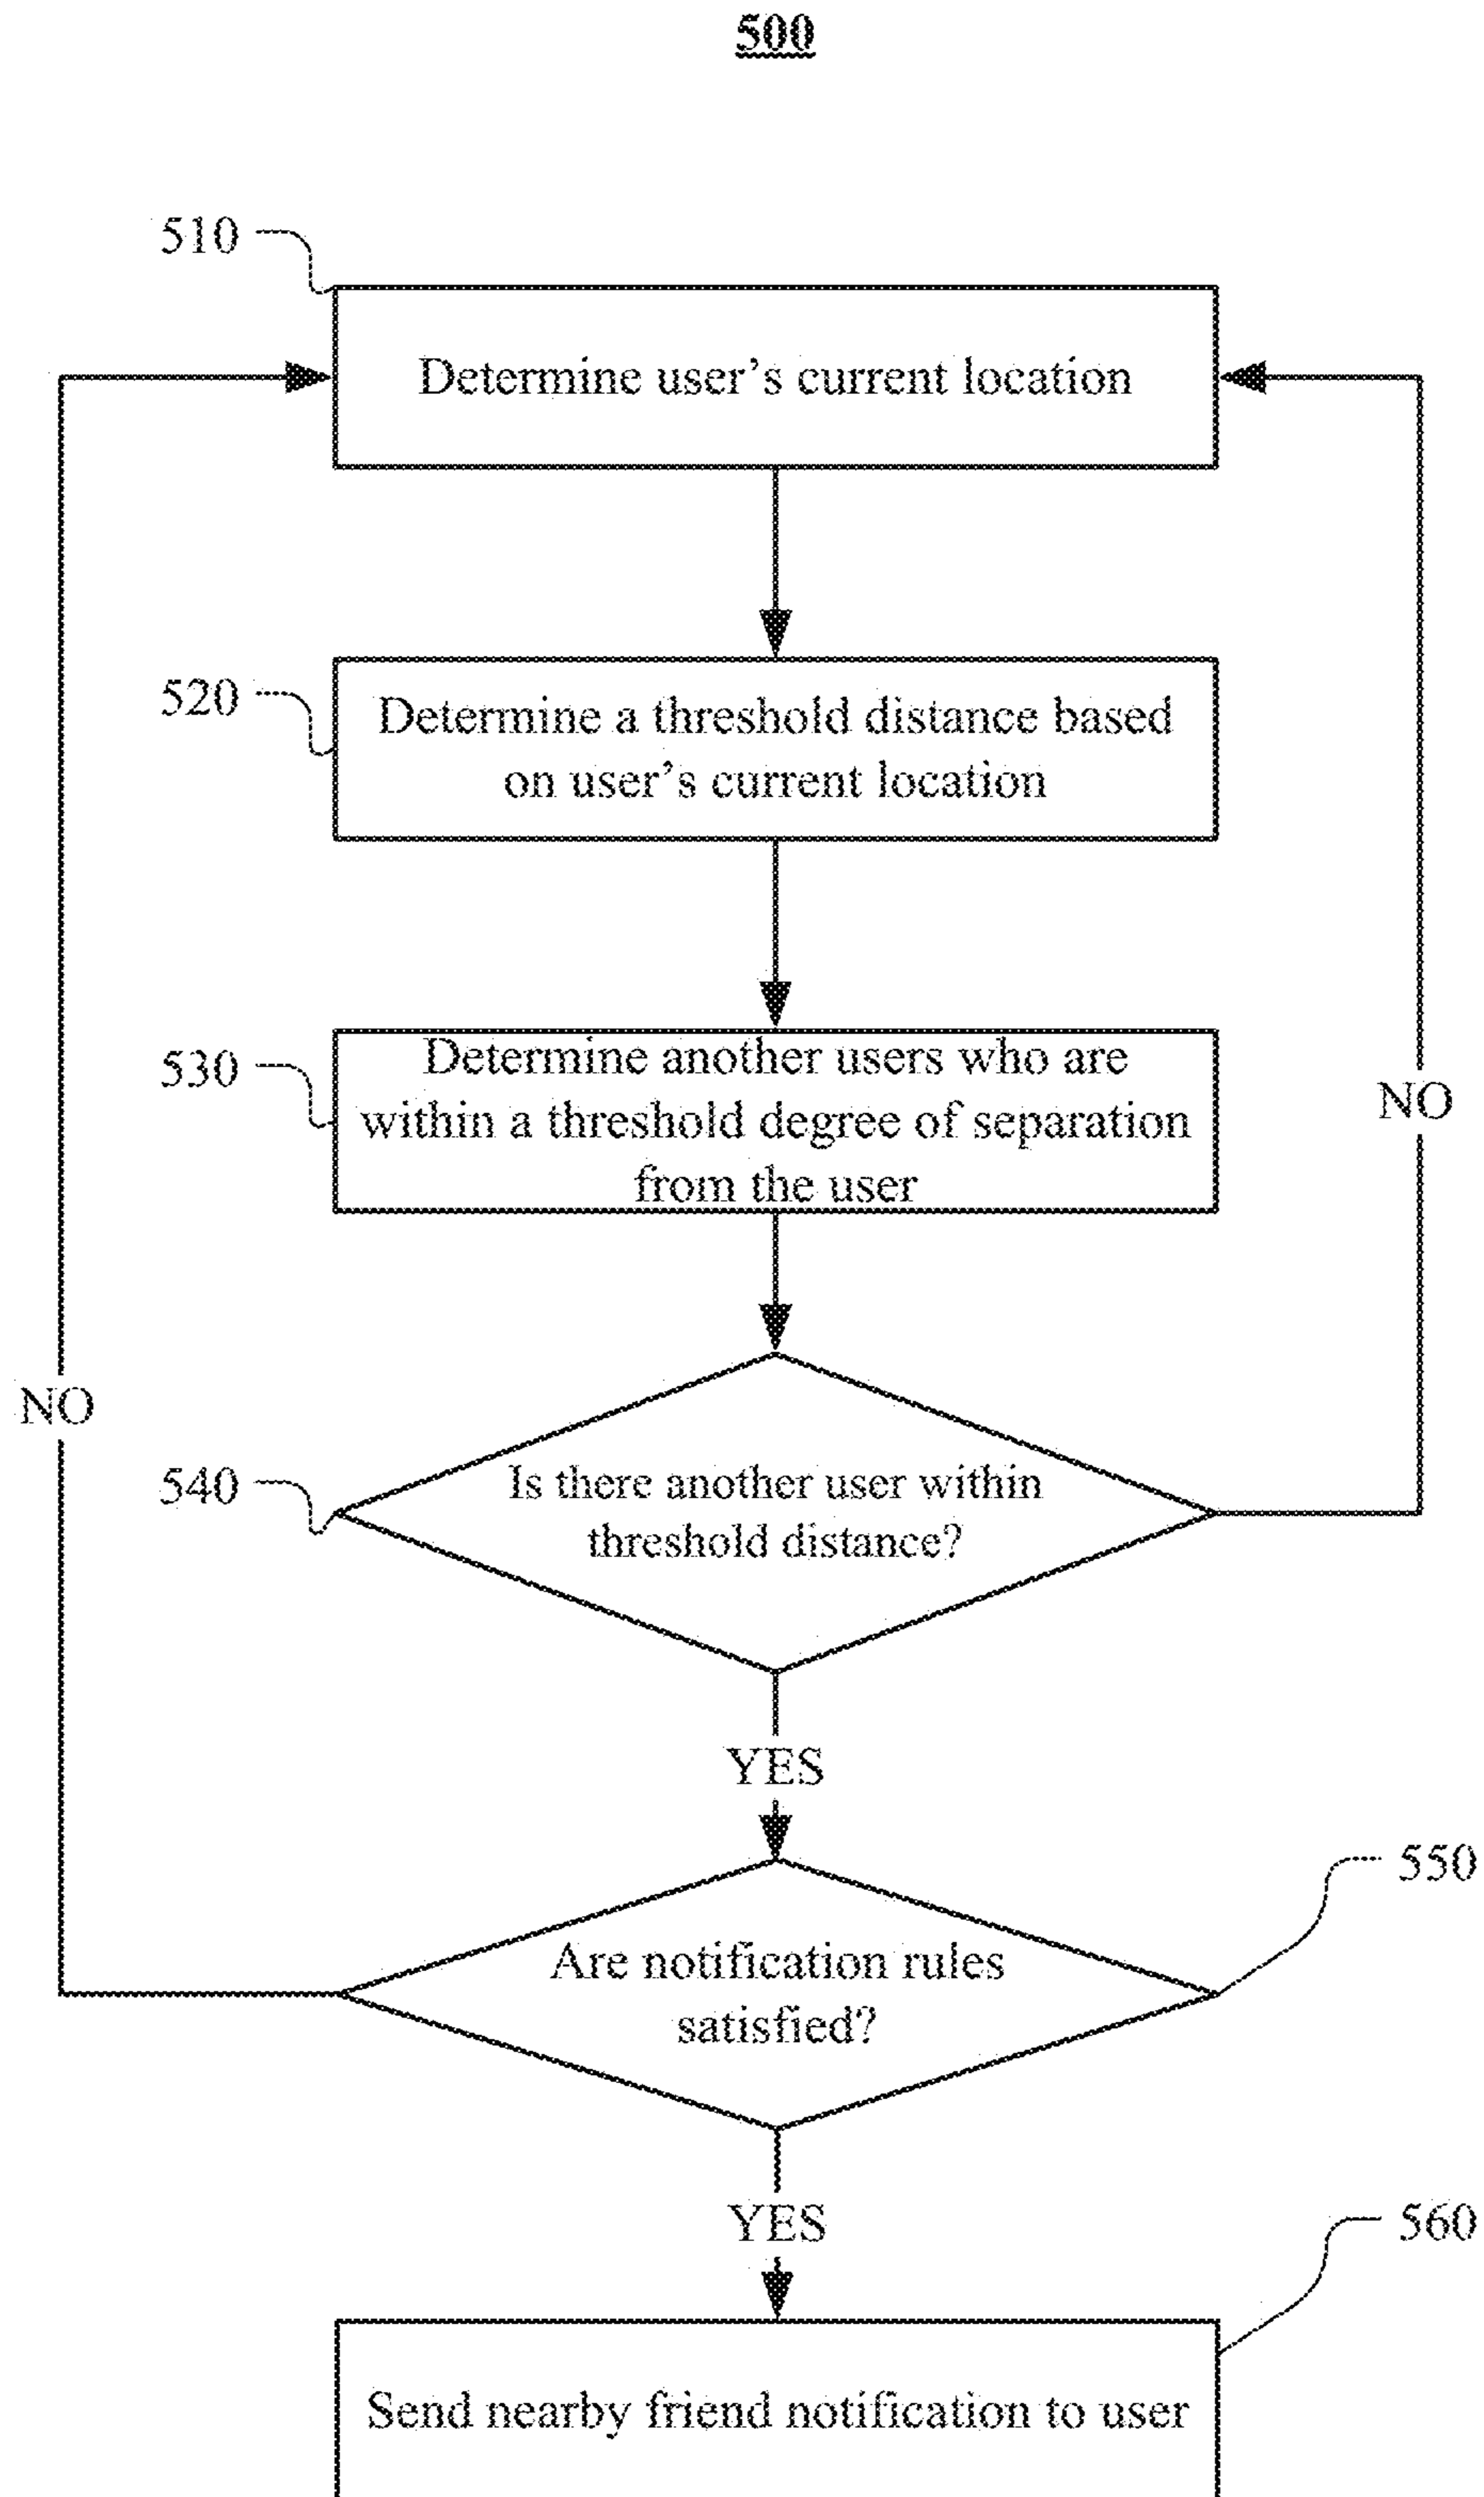 500
510
Determine user's current location
520
Determine a threshold distance based
on user's current location
530
Determine another users who are
within a threshold degree of separation
from the user
NO
NO
540
Is there another user within
threshold distance?
YES
550
Are notification rules
satisfied?
YES
560
Send nearby friend notification to user